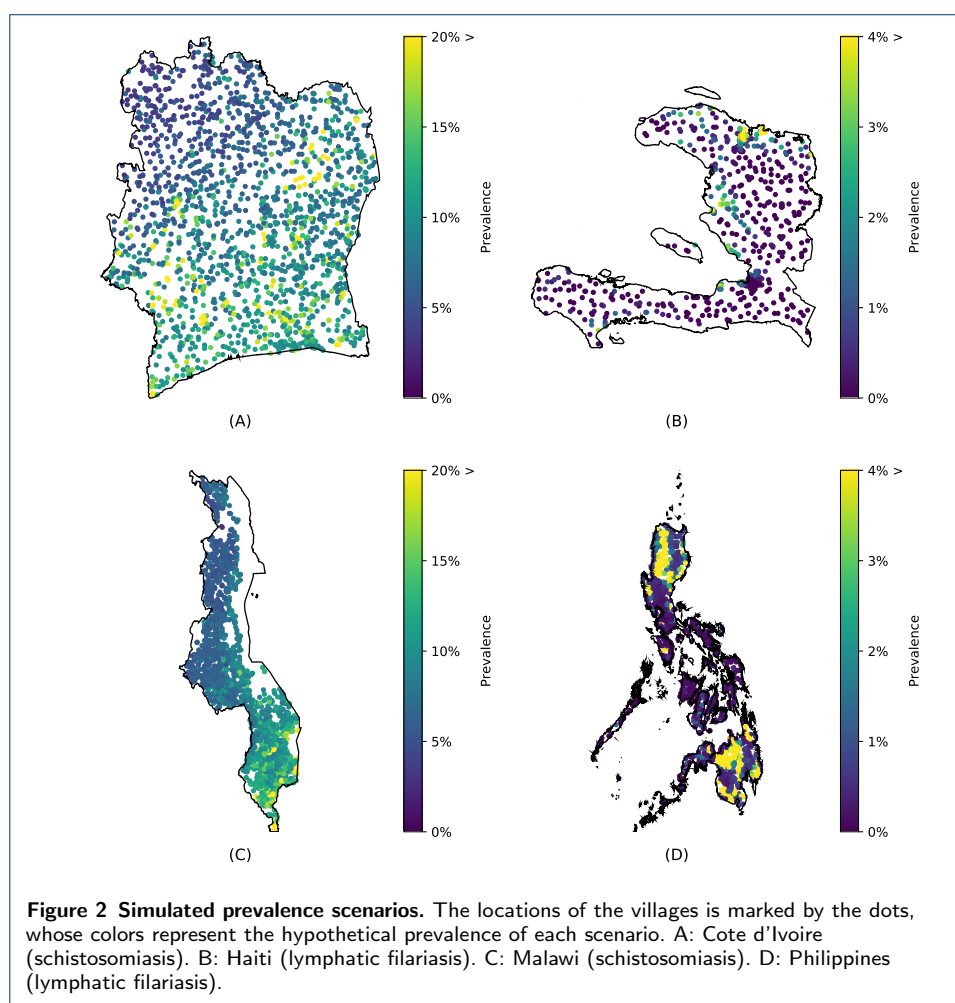 20% >
15%
10%
5%
0%
Prevalence
(A)
4% >
3%
2%
1%
0%
Prevalence
(B)
20% >
15%
10%
5%
0%
Prevalence
(C)
4% >
3%
2%
1%
0%
Prevalence
(D)
Figure 2 Simulated prevalence scenarios. The locations of the villages is marked by the dots,
whose colors represent the hypothetical prevalence of each scenario. A: Cote d'Ivoire
(schistosomiasis). B: Haiti (lymphatic filariasis). C: Malawi (schistosomiasis). D: Philippines
(lymphatic filariasis).